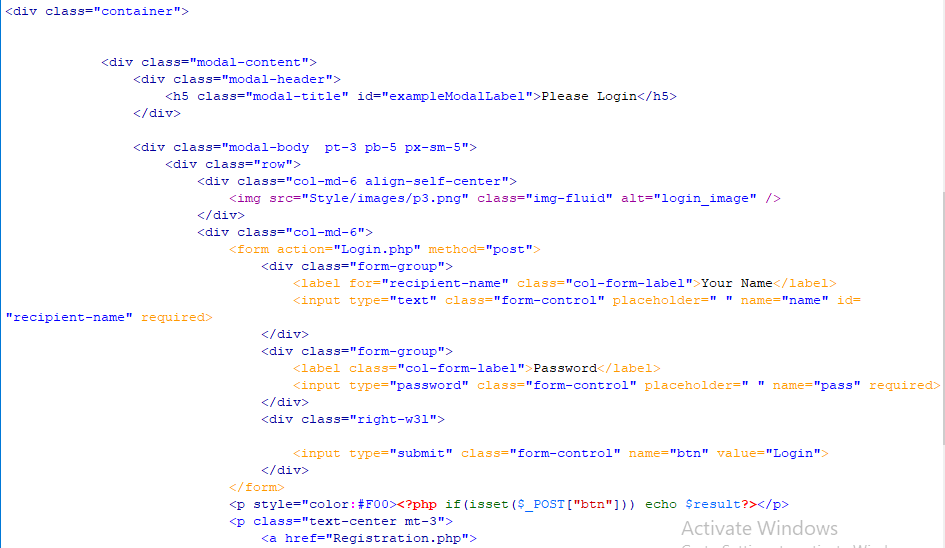 <div class="container">
<div class="modal-content">
<div class="modal-header">
<h5 class="modal-title" id="exampleModalLabel">Please Login</h5>
</div>
<div class="modal-body  pt-3 pb-5 px-sm-5">
<div class="row">
<div class="col-md-6 align-self-center">
<img src="Style/images/p3.png" class="img-fluid" alt="login_image" />
</div>
<div class="col-md-6">
<form action="Login.php" method="post">
<div class="form-group">
<label for="recipient-name" class="col-form-label">Your Name</label>
<input type="text" class="form-control" placeholder=" " name="name" id=
"recipient-name" required>
</div>
<div class="form-group">
<label class="col-form-label">Password</label>
<input type="password" class="form-control" placeholder=" " name="pass" required>
</div>
<div class="right-w3l">
<input type="submit" class="form-control" name="btn" value="Login">
</div>
</form>
<p style="color:#F00><?php if(isset($_POST["btn"])) echo $result?></p>
<p class="text-center mt-3">
<a href="Registration.php">
Activate Windows